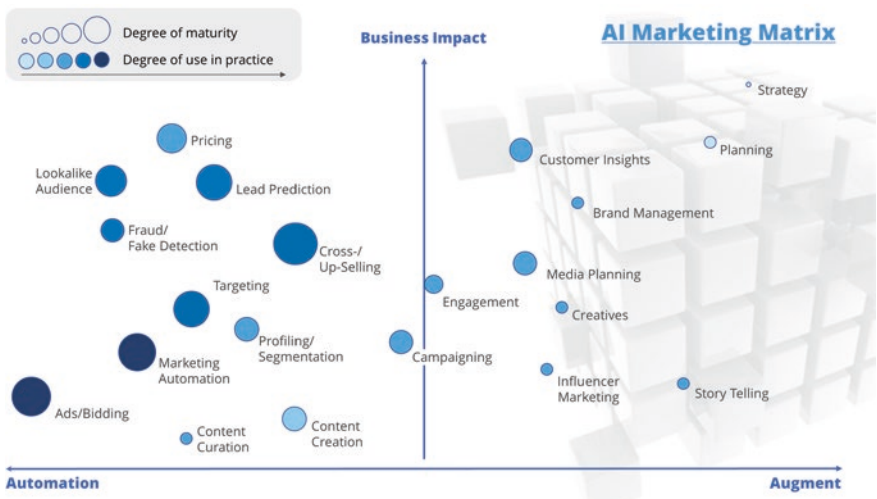 Degree of maturity
Degree of use in practice
Business Impact
AI Marketing Matrix
Strategy
Pricing
Customer Insights
Planning
Lookalike
Audience
Lead Prediction
Brand Management
Fraud/
Fake Detection
Cross-/
Up-Selling
Media Planning
Targeting
Engagement
Creatives
Profiling/
Segmentation
Marketing
Automation
Campaigning
Influencer
Marketing
Story Telling
Ads/Bidding
Content
Curation
Content
Creation
Automation
Augment